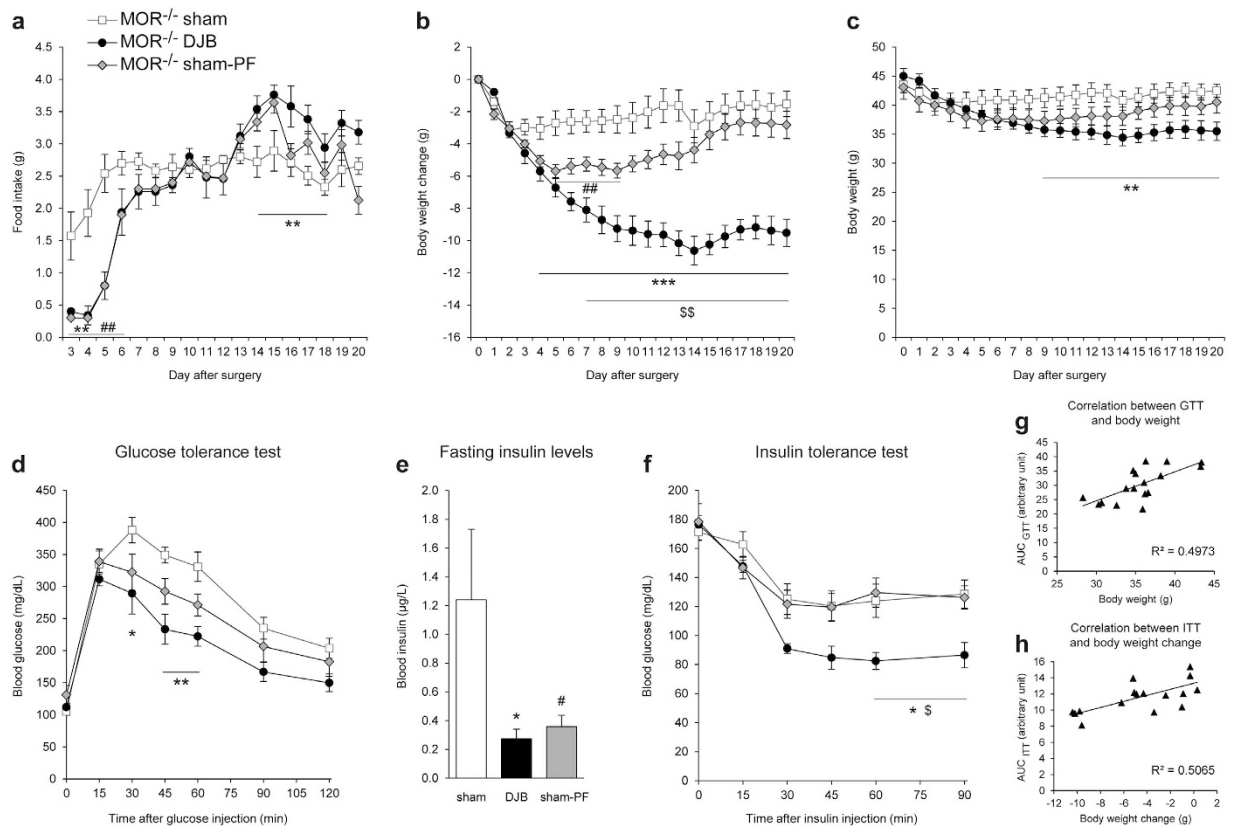 a
MOR-/- sham
MOR-/- DJB
MOR-/- sham-PF
Food intake (g)
4.5
4.0
3.5
3.0
2.5
2.0
1.5
1.0
0.5
0.0
** ##
**
3 4 5 6 7 8 9 10 11 12 13 14 15 16 17 18 19 20
Day after surgery
b
Body weight change (g)
2
0
-2
-4
-6
-8
-10
-12
-14
-16
##
***
$$
0 1 2 3 4 5 6 7 8 9 10 11 12 13 14 15 16 17 18 19 20
Day after surgery
c
Body weight (g)
50
45
40
35
30
25
20
15
10
5
0
**
0 1 2 3 4 5 6 7 8 9 10 11 12 13 14 15 16 17 18 19 20
Day after surgery
d
Glucose tolerance test
Blood glucose (mg/dL)
450
400
350
300
250
200
150
100
50
0
*
**
0 15 30 45 60 75 90 105 120
Time after glucose injection (min)
e
Fasting insulin levels
Blood insulin (µg/L)
2.0
1.8
1.6
1.4
1.2
1.0
0.8
0.6
0.4
0.2
0.0
*
#
sham DJB sham-PF
f
Insulin tolerance test
Blood glucose (mg/dL)
200
180
160
140
120
100
80
60
40
20
0
* $
0 15 30 45 60 75 90
Time after insulin injection (min)
g
Correlation between GTT
and body weight
AUC GTT (arbitrary unit)
45
40
35
30
25
20
15
10
5
0
R² = 0.4973
25 30 35 40 45
Body weight (g)
h
Correlation between ITT
and body weight change
AUC ITT (arbitrary unit)
16
14
12
10
8
6
4
2
0
R² = 0.5065
-12 -10 -8 -6 -4 -2 0 2
Body weight change (g)